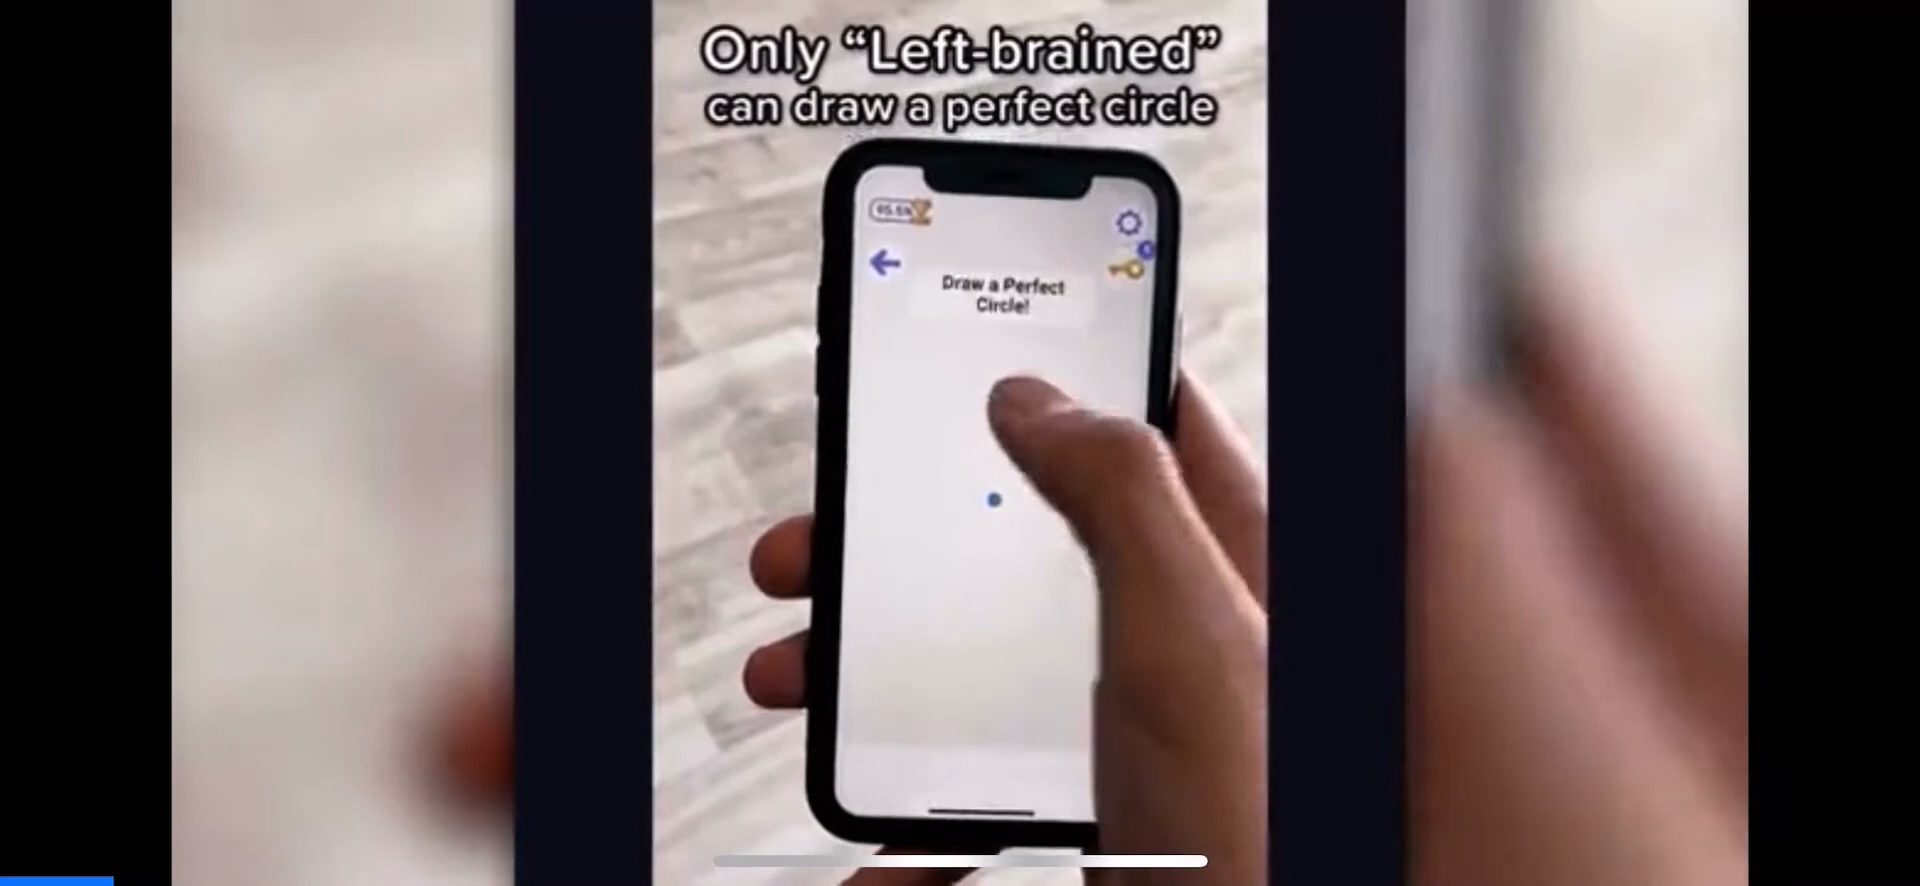 Only “Left-brained”
can draw a perfect circle
Draw a Perfect
Circle!